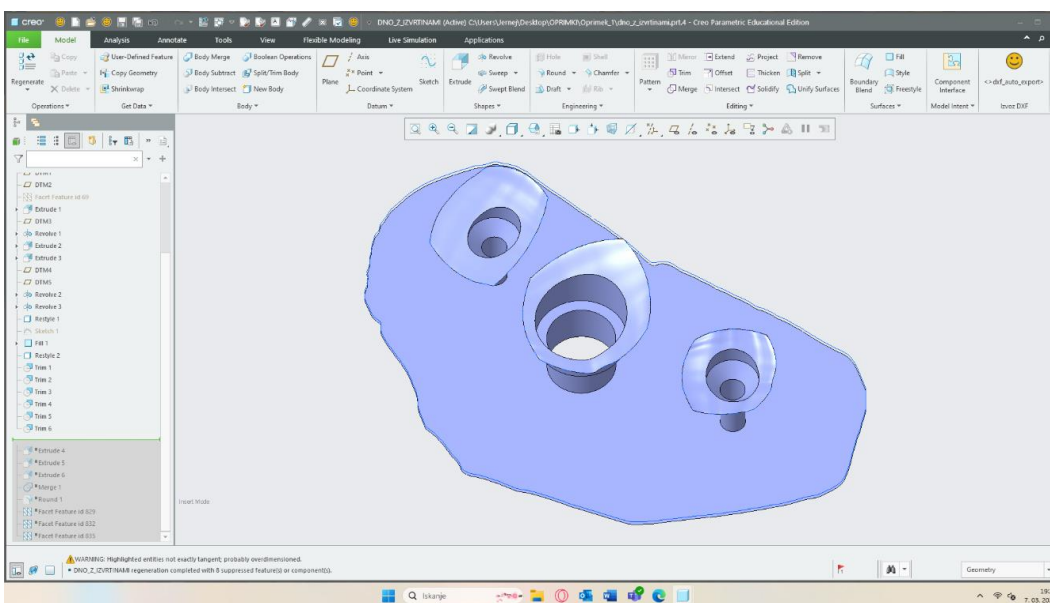 creo DNO_Z_IZVRTINAMI (Active) C:\Users\Jernej\Desktop\OPRIMKI\Oprimek_1\dno_z_izvrtinami.prt.4 - Creo Parametric Educational Edition
File Model Analysis Annotate Tools View Flexible Modeling Live Simulation Applications
Regenerate Copy Paste Delete User-Defined Feature Copy Geometry Shrinkwrap
Body Merge Boolean Operations Body Subtract Split/Trim Body Body Intersect New Body
Plane Axis Point Coordinate System Sketch
Extrude Revolve Sweep Swept Blend
Hole Shell Round Chamfer Draft Rib
Pattern Mirror Extend Project Remove
Trim Offset Thicken Split
Merge Intersect Solidify Unify Surfaces
Boundary Blend Fill Style Freestyle
Component Interface <>dxf_auto_export>
Operations Get Data Body Datum Shapes Engineering Editing Surfaces Model Intent Izvoz DXF
DTM1
DTM2
Facet Feature id 69
Extrude 1
DTM3
Revolve 1
Extrude 2
Extrude 3
DTM4
DTM5
Revolve 2
Revolve 3
Restyle 1
Sketch 1
Fill 1
Restyle 2
Trim 1
Trim 2
Trim 3
Trim 4
Trim 5
Trim 6
*Extrude 4
*Extrude 5
*Extrude 6
*Merge 1
*Round 1
*Facet Feature id 829
*Facet Feature id 832
*Facet Feature id 835
Insert Mode
WARNING: Highlighted entities not exactly tangent; probably overdimensioned.
• DNO_Z_IZVRTINAMI regeneration completed with 8 suppressed feature(s) or component(s).
Geometry
Iskanje